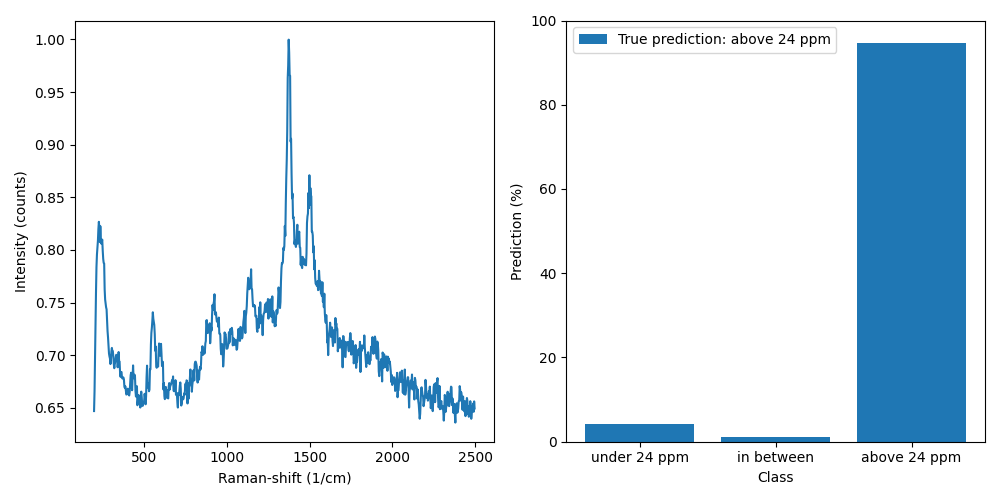 1.00
0.95
0.90
0.85
0.80
0.75
0.70
0.65
Intensity (counts)
500
1000
1500
2000
2500
Raman-shift (1/cm)
100
80
60
40
20
0
Prediction (%)
True prediction: above 24 ppm
under 24 ppm
in between
above 24 ppm
Class